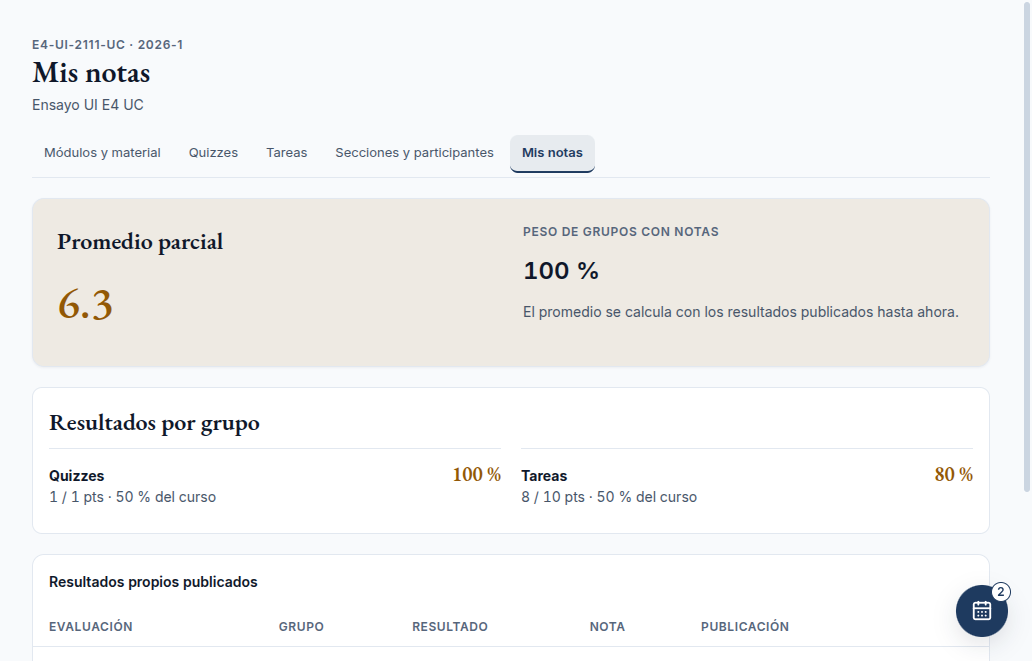 E4-UI-2111-UC · 2026-1
Mis notas
Ensayo UI E4 UC
Módulos y material Quizzes Tareas Secciones y participantes Mis notas
Promedio parcial
6.3
PESO DE GRUPOS CON NOTAS
100 %
El promedio se calcula con los resultados publicados hasta ahora.
Resultados por grupo
Quizzes 100 %
1 / 1 pts · 50 % del curso
Tareas 80 %
8 / 10 pts · 50 % del curso
Resultados propios publicados
2
EVALUACIÓN GRUPO RESULTADO NOTA PUBLICACIÓN